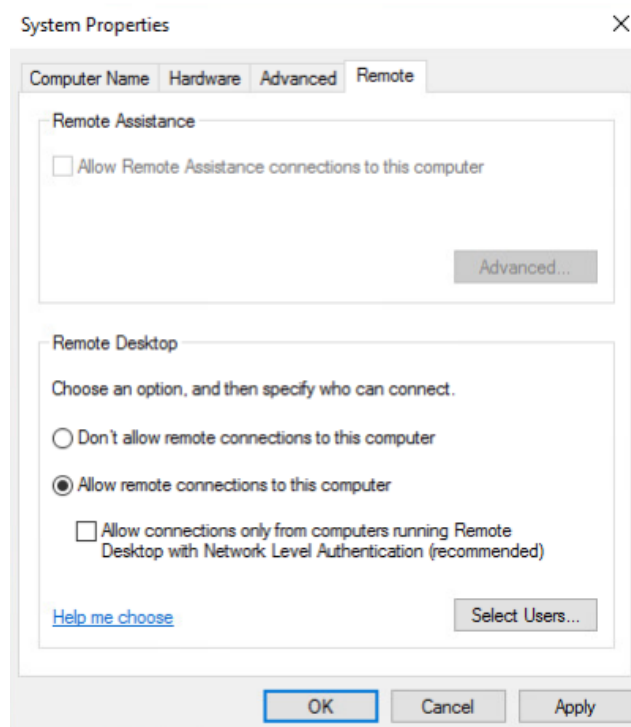 System Properties
Computer Name Hardware Advanced Remote
Remote Assistance
Allow Remote Assistance connections to this computer
Advanced...
Remote Desktop
Choose an option, and then specify who can connect.
Don't allow remote connections to this computer
Allow remote connections to this computer
Allow connections only from computers running Remote
Desktop with Network Level Authentication (recommended)
Help me choose Select Users...
OK Cancel Apply